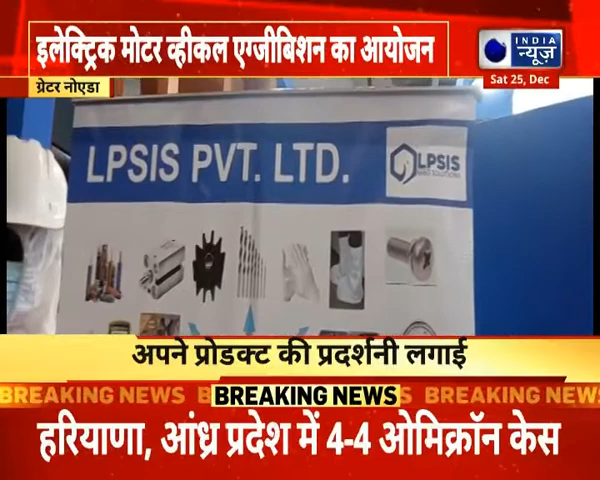 इलेक्ट्रिक मोटर व्हीकल एग्जीबिशन का आयोजन
ग्रेटर नोएडा
INDIA
न्यूज़
Sat 25, Dec
LPSIS PVT. LTD.
LPSIS
अपने प्रोडक्ट की प्रदर्शनी लगाई
BREAKING NEWS
BREAKING NEWS
BREAKING NEWS
हरियाणा, आंध्र प्रदेश में 4-4 ओमिक्रॉन केस